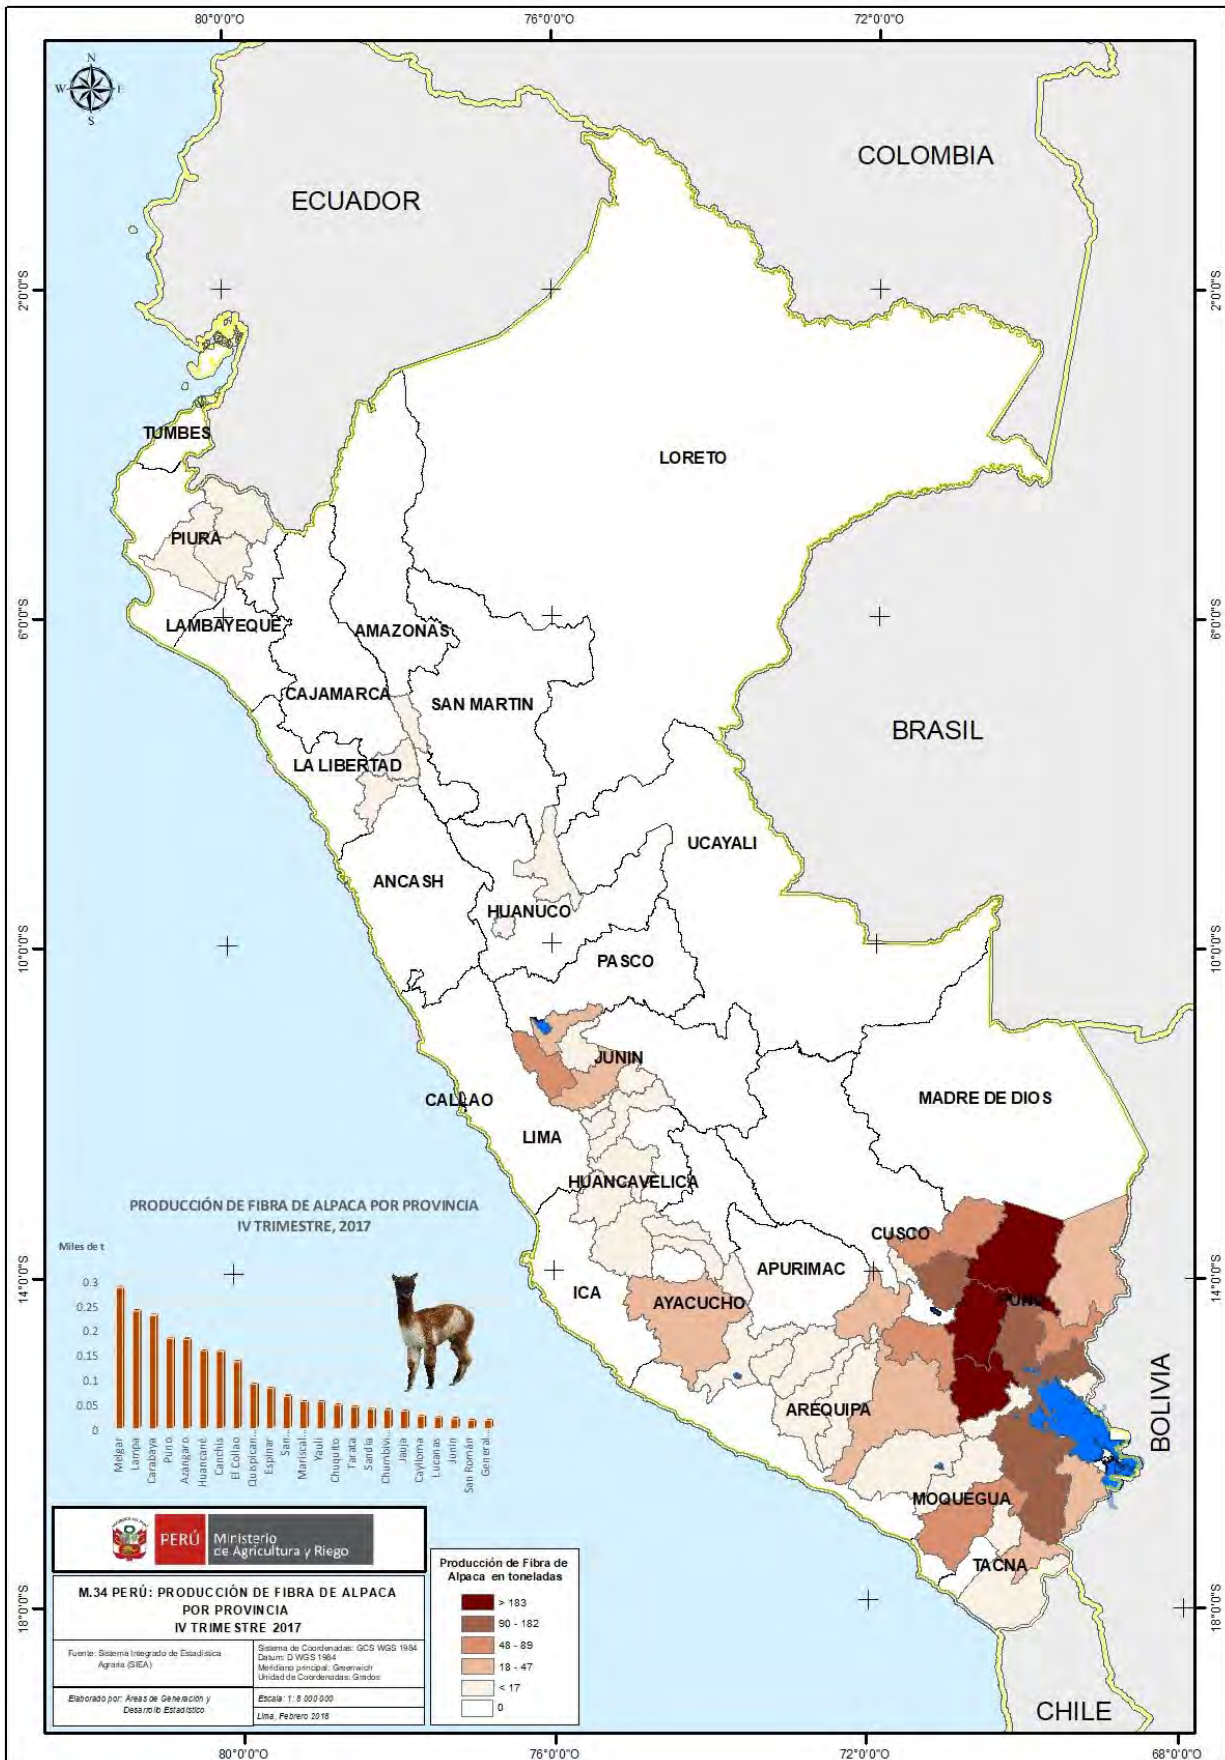 80°0'0"O
76°0'0"O
72°0'0"O
N
W
E
S
COLOMBIA
ECUADOR
2°0'0"S
2°0'0"S
TUMBES
LORETO
PIURA
6°0'0"S
6°0'0"S
LAMBAYEQUE
AMAZONAS
CAJAMARCA
SAN MARTIN
BRASIL
LA LIBERTAD
UCAYALI
ANCASH
HUANUCO
10°0'0"S
10°0'0"S
PASCO
JUNIN
CALLAO
MADRE DE DIOS
LIMA
HUANCAVELICA
CUSCO
APURIMAC
14°0'0"S
14°0'0"S
ICA
AYACUCHO
PUNO
AREQUIPA
BOLIVIA
MOQUEGUA
TACNA
18°0'0"S
18°0'0"S
CHILE
PRODUCCIÓN DE FIBRA DE ALPACA POR PROVINCIA
IV TRIMESTRE, 2017
Miles de t
0.3
0.25
0.2
0.15
0.1
0.05
0
Melgar
Lampa
Carabaya
Puno
Azángaro
Huancané
Canchis
El Collao
Quispican...
Espinar
San...
Mariscal...
Yauli
Chuquito
Tarata
Sandia
Chumbiv...
Jauja
Caylloma
Lucanas
Junín
San Román
General...
PERÚ
Ministerio
de Agricultura y Riego
M.34 PERÚ: PRODUCCIÓN DE FIBRA DE ALPACA
POR PROVINCIA
IV TRIMESTRE 2017
Fuente: Sistema Integrado de Estadística
Agraria (SIEA)
Sistema de Coordenadas: GCS WGS 1984
Datum: D WGS 1984
Meridiano principal: Greenwich
Unidad de Coordenadas: Grados
Elaborado por: Áreas de Generación y
Desarrollo Estadístico
Escala: 1: 8 000 000
Lima, Febrero 2018
Producción de Fibra de
Alpaca en toneladas
> 183
90 - 182
48 - 89
18 - 47
< 17
0
80°0'0"O
76°0'0"O
72°0'0"O
68°0'0"O